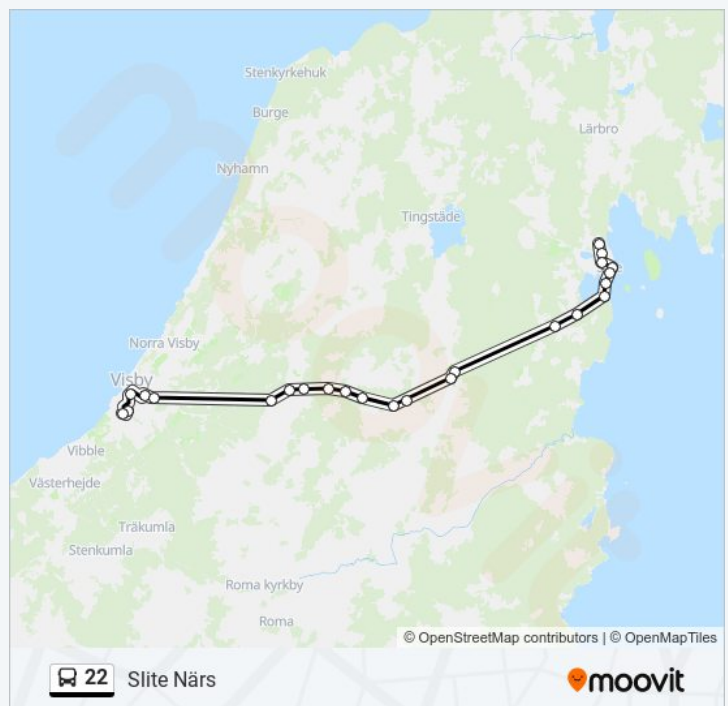 Stenkyrkehuk
Burge
Lärbro
Nyhamn
Tingstäde
Norra Visby
Visby
Vibble
Västerhejde
Träkumla
Stenkumla
Roma kyrkby
Roma
© OpenStreetMap contributors | © OpenMapTiles
22 Slite Närs
moovit